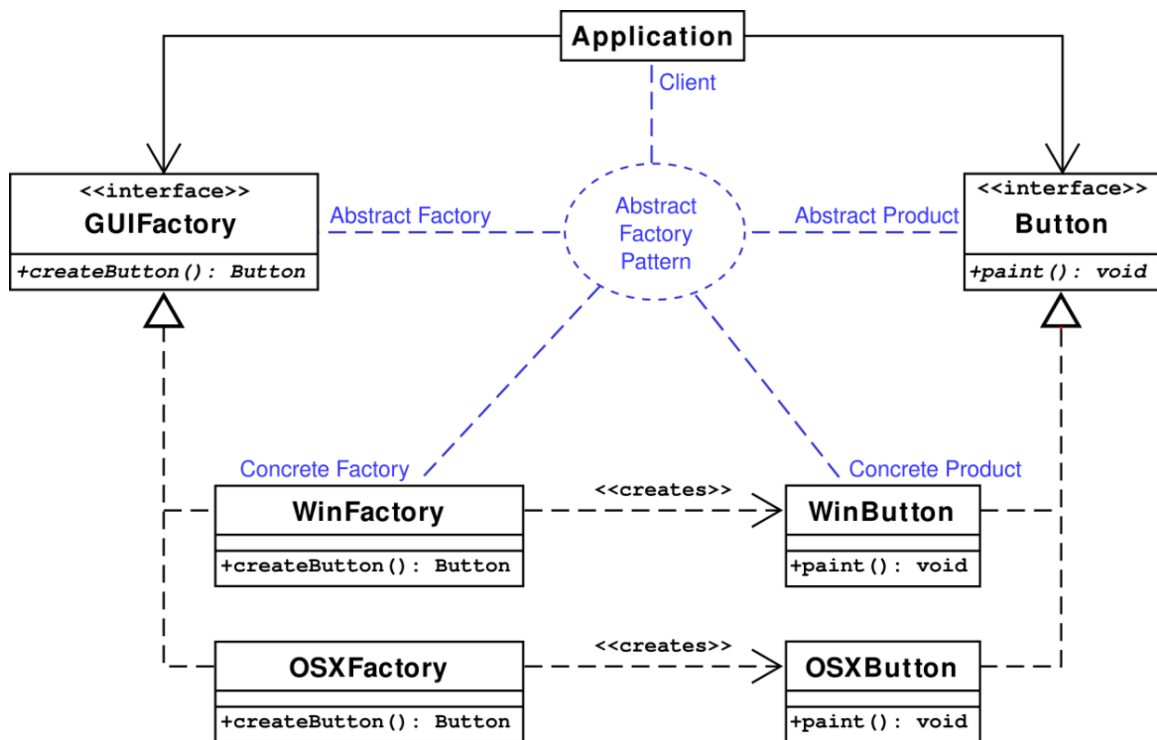 Application
Client
<<interface>>
GUIFactory
+createButton(): Button
Abstract Factory
Abstract
Factory
Pattern
Abstract Product
<<interface>>
Button
+paint(): void
Concrete Factory
WinFactory
+createButton(): Button
<<creates>>
Concrete Product
WinButton
+paint(): void
OSXFactory
+createButton(): Button
<<creates>>
OSXButton
+paint(): void